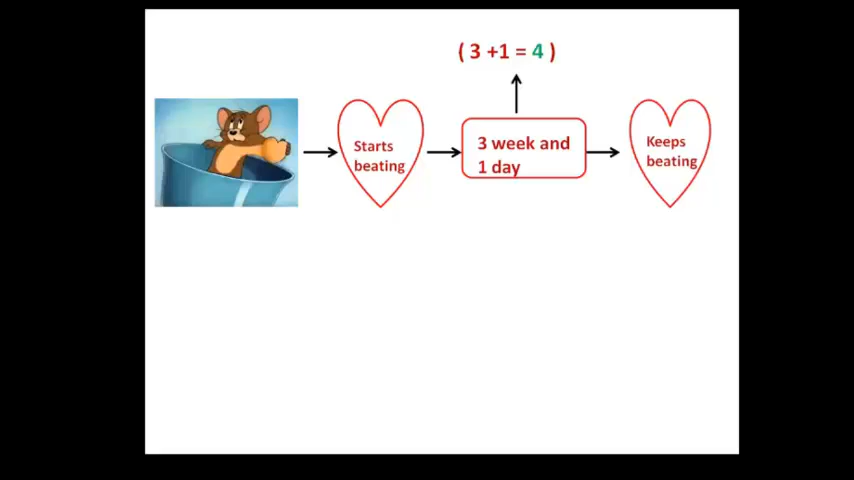 ( 3 +1 = 4 )
Starts
beating
3 week and
1 day
Keeps
beating